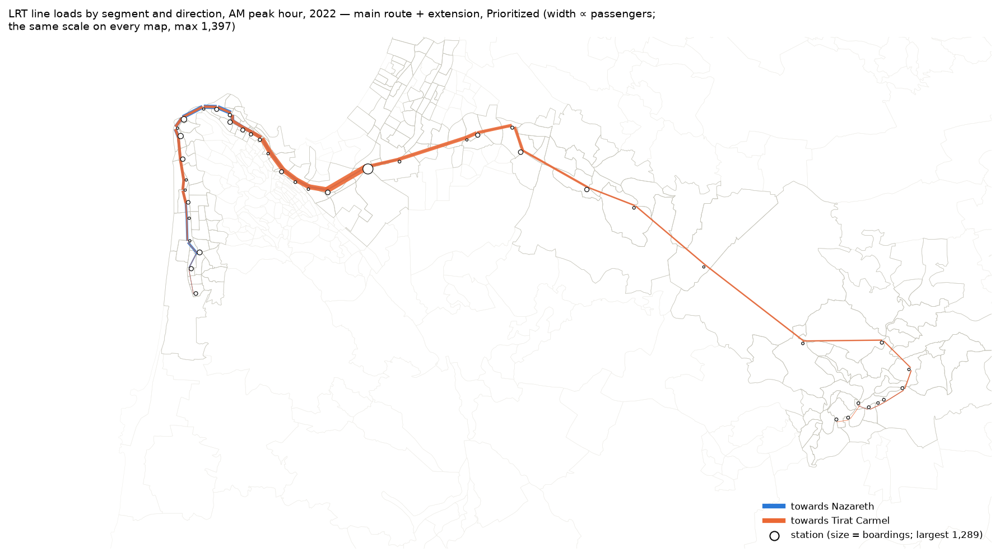 LRT line loads by segment and direction, AM peak hour, 2022 — main route + extension, Prioritized (width ∝ passengers;
the same scale on every map, max 1,397)
towards Nazareth
towards Tirat Carmel
station (size = boardings; largest 1,289)